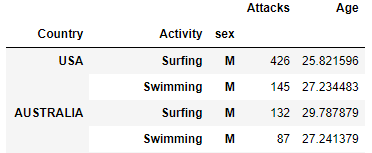 Attacks Age
Country Activity sex
USA Surfing M 426 25.821596
Swimming M 145 27.234483
AUSTRALIA Surfing M 132 29.787879
Swimming M 87 27.241379